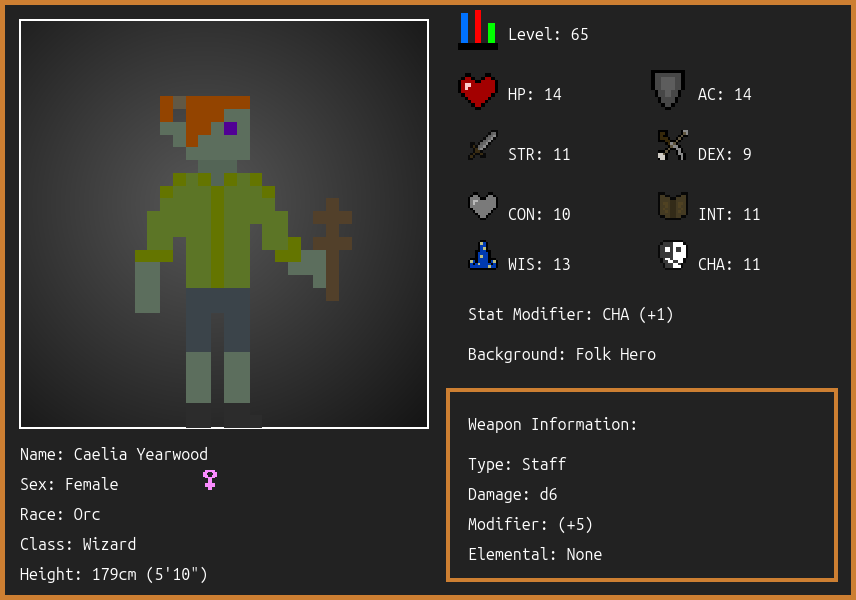 Level: 65
HP: 14
AC: 14
STR: 11
DEX: 9
CON: 10
INT: 11
WIS: 13
CHA: 11
Stat Modifier: CHA (+1)
Background: Folk Hero
Weapon Information:
Type: Staff
Damage: d6
Modifier: (+5)
Elemental: None
Name: Caelia Yearwood
Sex: Female
Race: Orc
Class: Wizard
Height: 179cm (5'10")